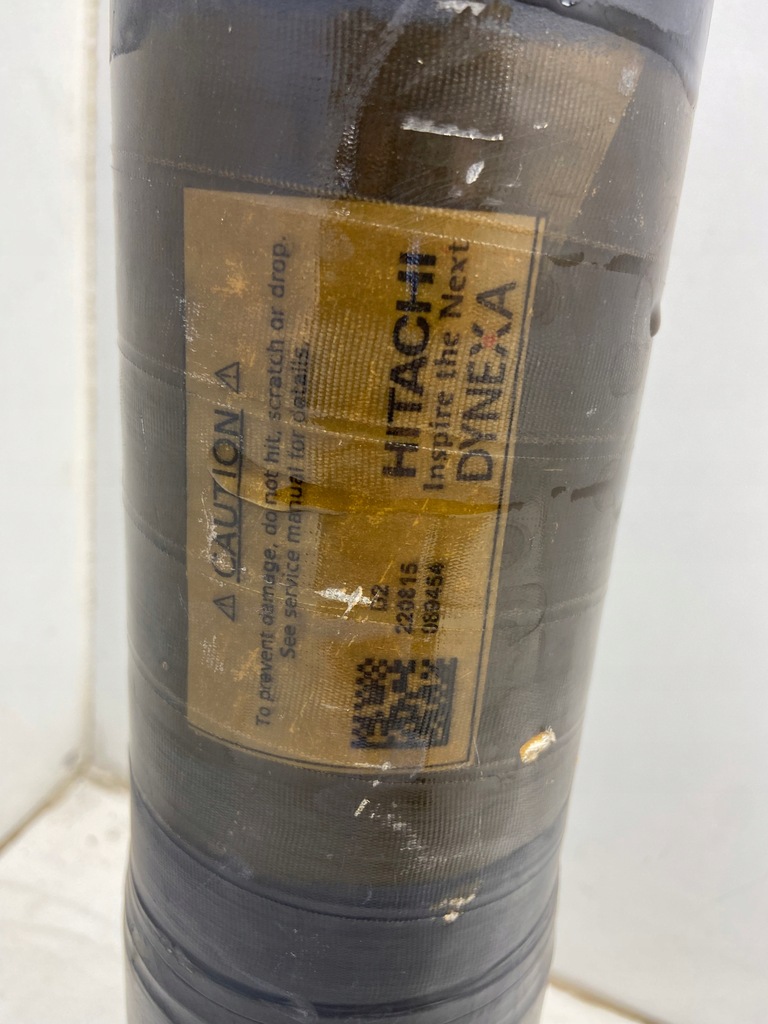 ⚠ CAUTION ⚠
To prevent damage, do not hit, scratch or drop.
See service manual for details.
HITACHI
Inspire the Next
DYNEXA
220815
089454